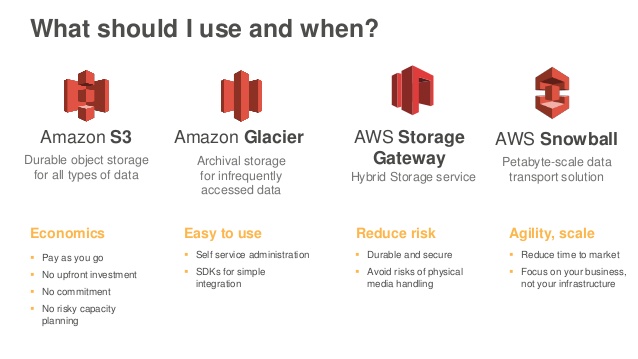 What should I use and when?
Amazon S3
Durable object storage
for all types of data
Amazon Glacier
Archival storage
for infrequently
accessed data
AWS Storage
Gateway
Hybrid Storage service
AWS Snowball
Petabyte-scale data
transport solution
Economics
Pay as you go
No upfront investment
No commitment
No risky capacity
planning
Easy to use
Self service administration
SDKs for simple
integration
Reduce risk
Durable and secure
Avoid risks of physical
media handling
Agility, scale
Reduce time to market
Focus on your business,
not your infrastructure